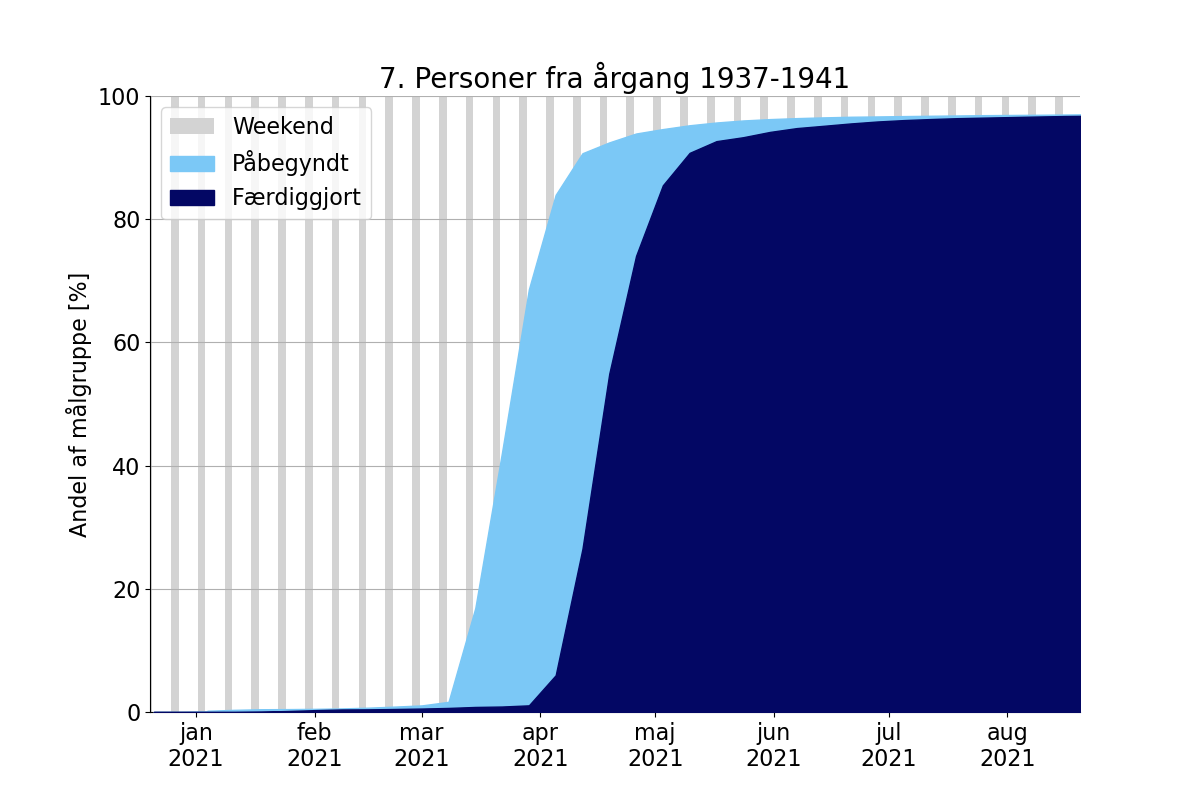 7. Personer fra årgang 1937-1941
100
80
60
40
20
0
Andel af målgruppe [%]
Weekend
Påbegyndt
Færdiggjort
jan 2021
feb 2021
mar 2021
apr 2021
maj 2021
jun 2021
jul 2021
aug 2021